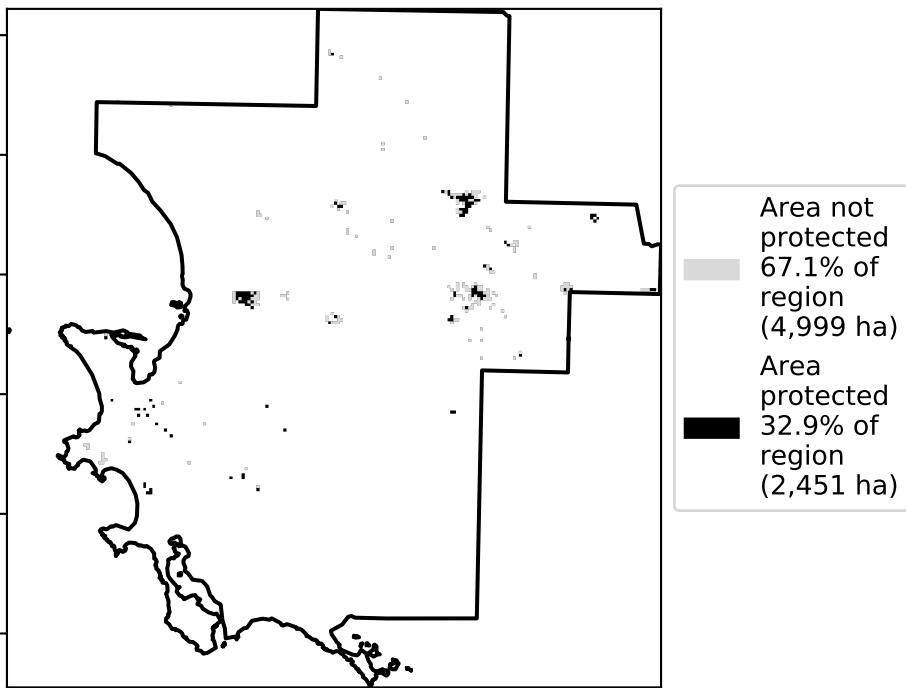 Area not
protected
67.1% of
region
(4,999 ha)
Area
protected
32.9% of
region
(2,451 ha)